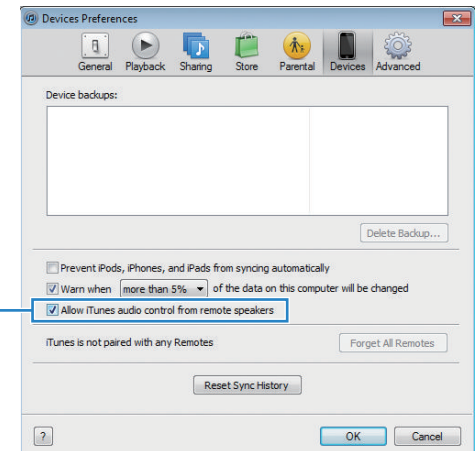 Devices Preferences
General Playback Sharing Store Parental Devices Advanced
Device backups:
Delete Backup...
Prevent iPods, iPhones, and iPads from syncing automatically
Warn when more than 5% of the data on this computer will be changed
Allow iTunes audio control from remote speakers
iTunes is not paired with any Remotes Forget All Remotes
Reset Sync History
? OK Cancel